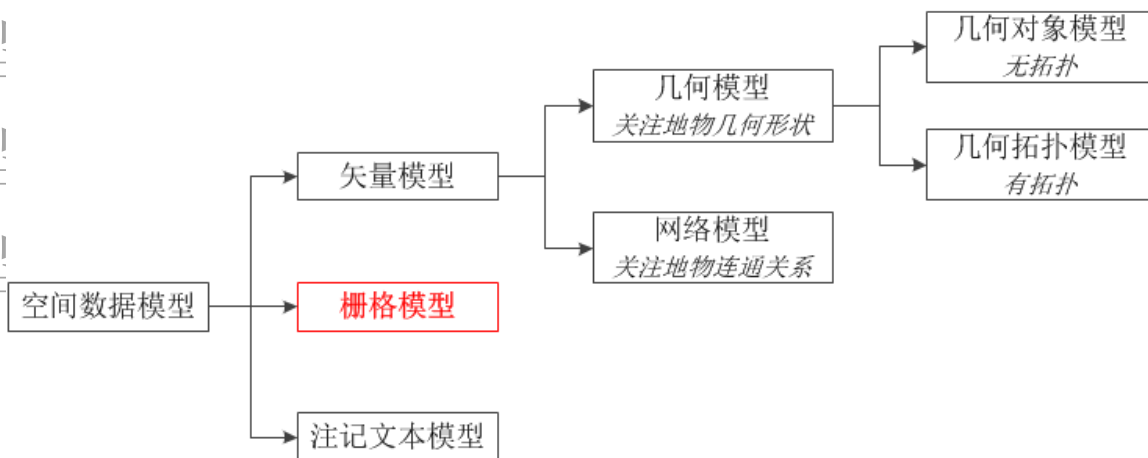 几何对象模型
无拓扑
几何模型
关注地物几何形状
几何拓扑模型
有拓扑
矢量模型
网络模型
关注地物连通关系
空间数据模型
栅格模型
注记文本模型